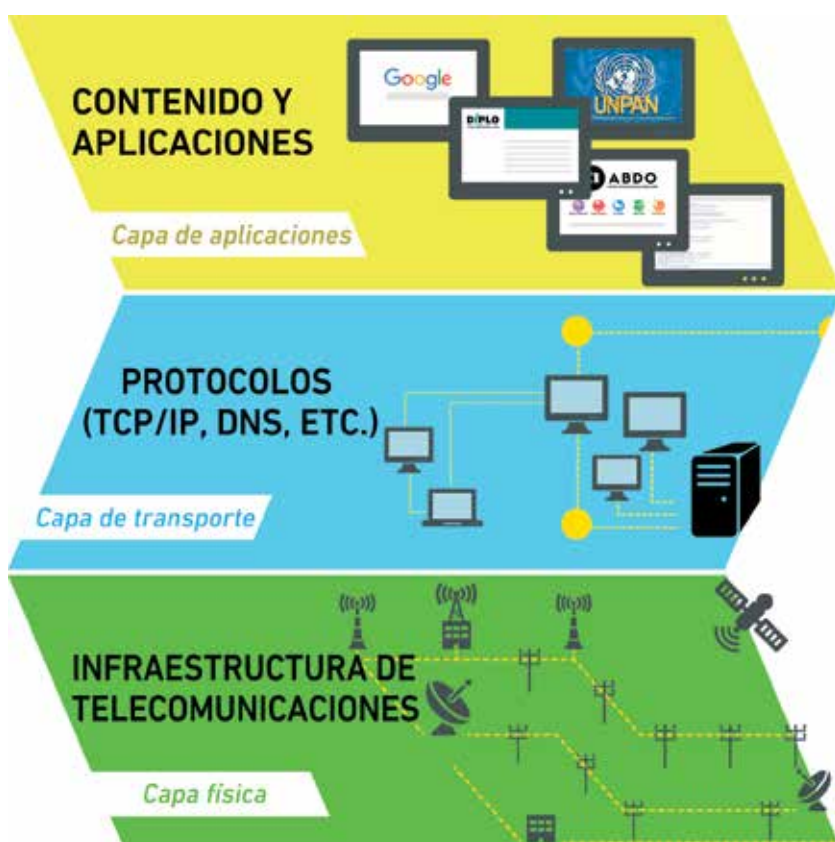 CONTENIDO Y
APLICACIONES
Google
UNPAN
DiPLO
ABDO
Capa de aplicaciones
PROTOCOLOS
(TCP/IP, DNS, ETC.)
Capa de transporte
INFRAESTRUCTURA DE
TELECOMUNICACIONES
Capa física